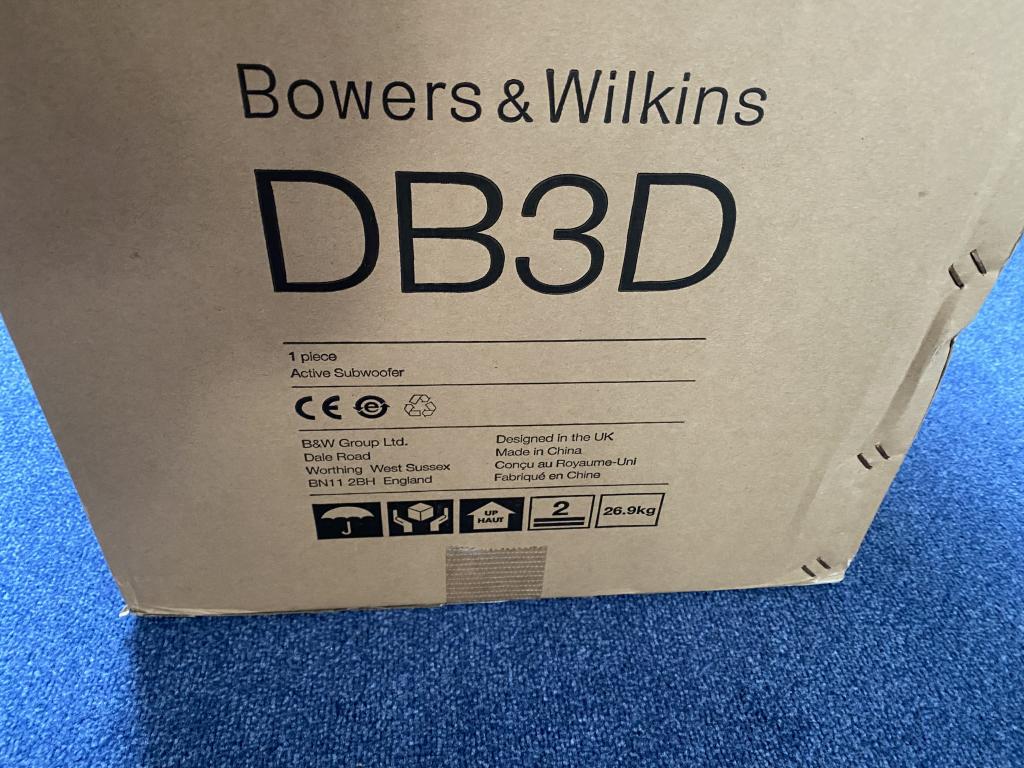 Bowers & Wilkins
DB3D
1 piece
Active Subwoofer
CE
B&W Group Ltd.
Dale Road
Worthing West Sussex
BN11 2BH England
Designed in the UK
Made in China
Conçu au Royaume-Uni
Fabriqué en Chine
UP
HAUT
2
26.9kg